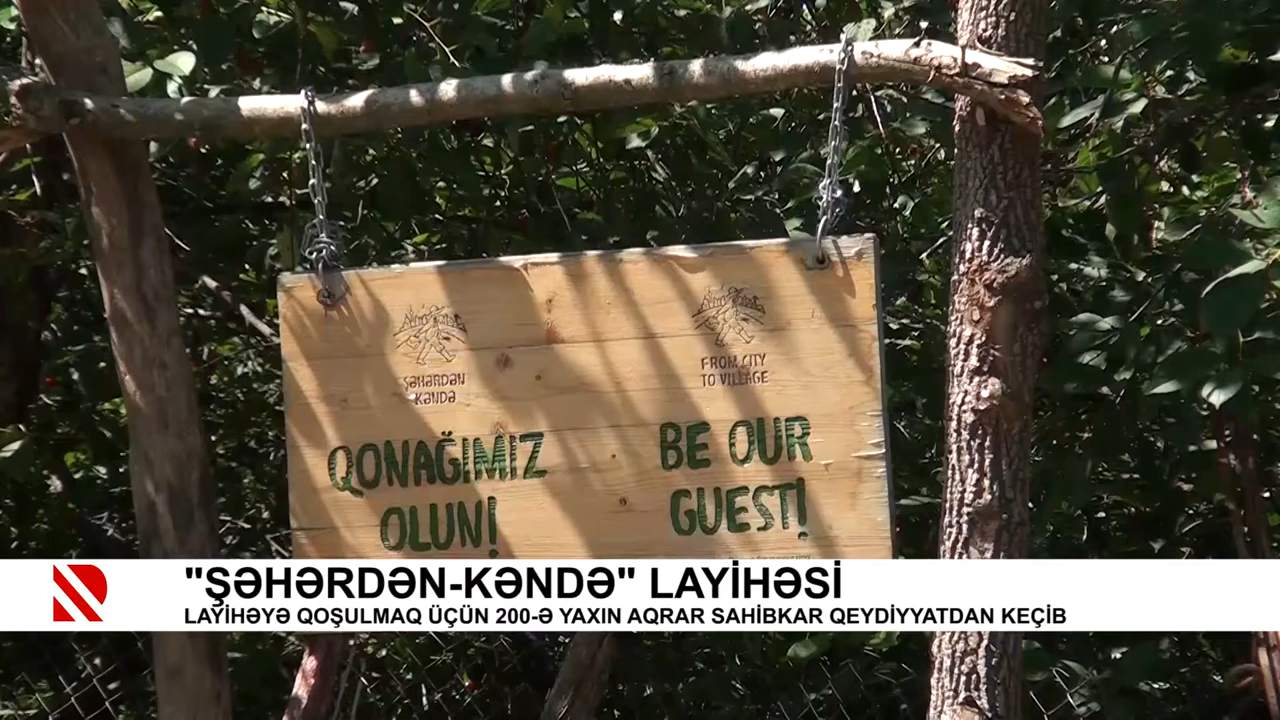 ŞƏHƏRDƏN
KƏNDƏ
QONAĞIMIZ
OLUN!
FROM CITY
TO VILLAGE
BE OUR
GUEST!
"ŞƏHƏRDƏN-KƏNDƏ" LAYİHƏSİ
LAYİHƏYƏ QOŞULMAQ ÜÇÜN 200-Ə YAXIN AQRAR SAHİBKAR QEYDİYYATDAN KEÇİB